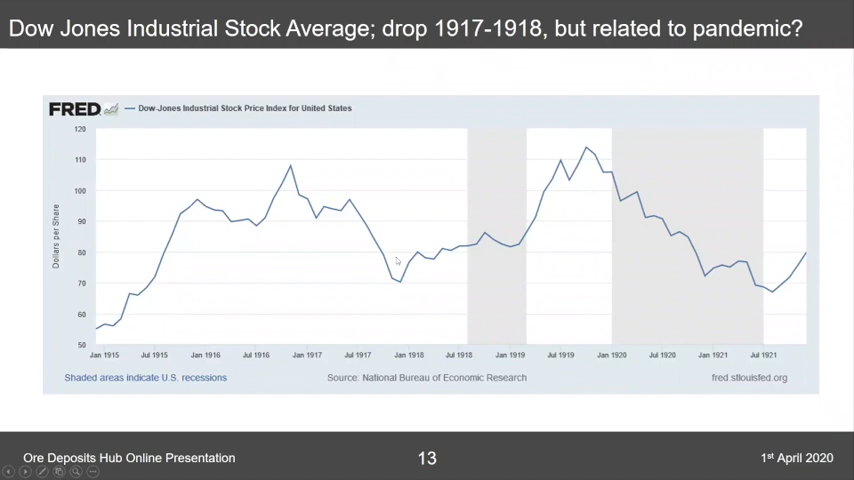 Dow Jones Industrial Stock Average; drop 1917-1918, but related to pandemic?
FRED — Dow-Jones Industrial Stock Price Index for United States
Dollars per Share
120
110
100
90
80
70
60
50
Jan 1915 Jul 1915 Jan 1916 Jul 1916 Jan 1917 Jul 1917 Jan 1918 Jul 1918 Jan 1919 Jul 1919 Jan 1920 Jul 1920 Jan 1921 Jul 1921
Shaded areas indicate U.S. recessions Source: National Bureau of Economic Research fred.stlouisfed.org
Ore Deposits Hub Online Presentation 13 1st April 2020